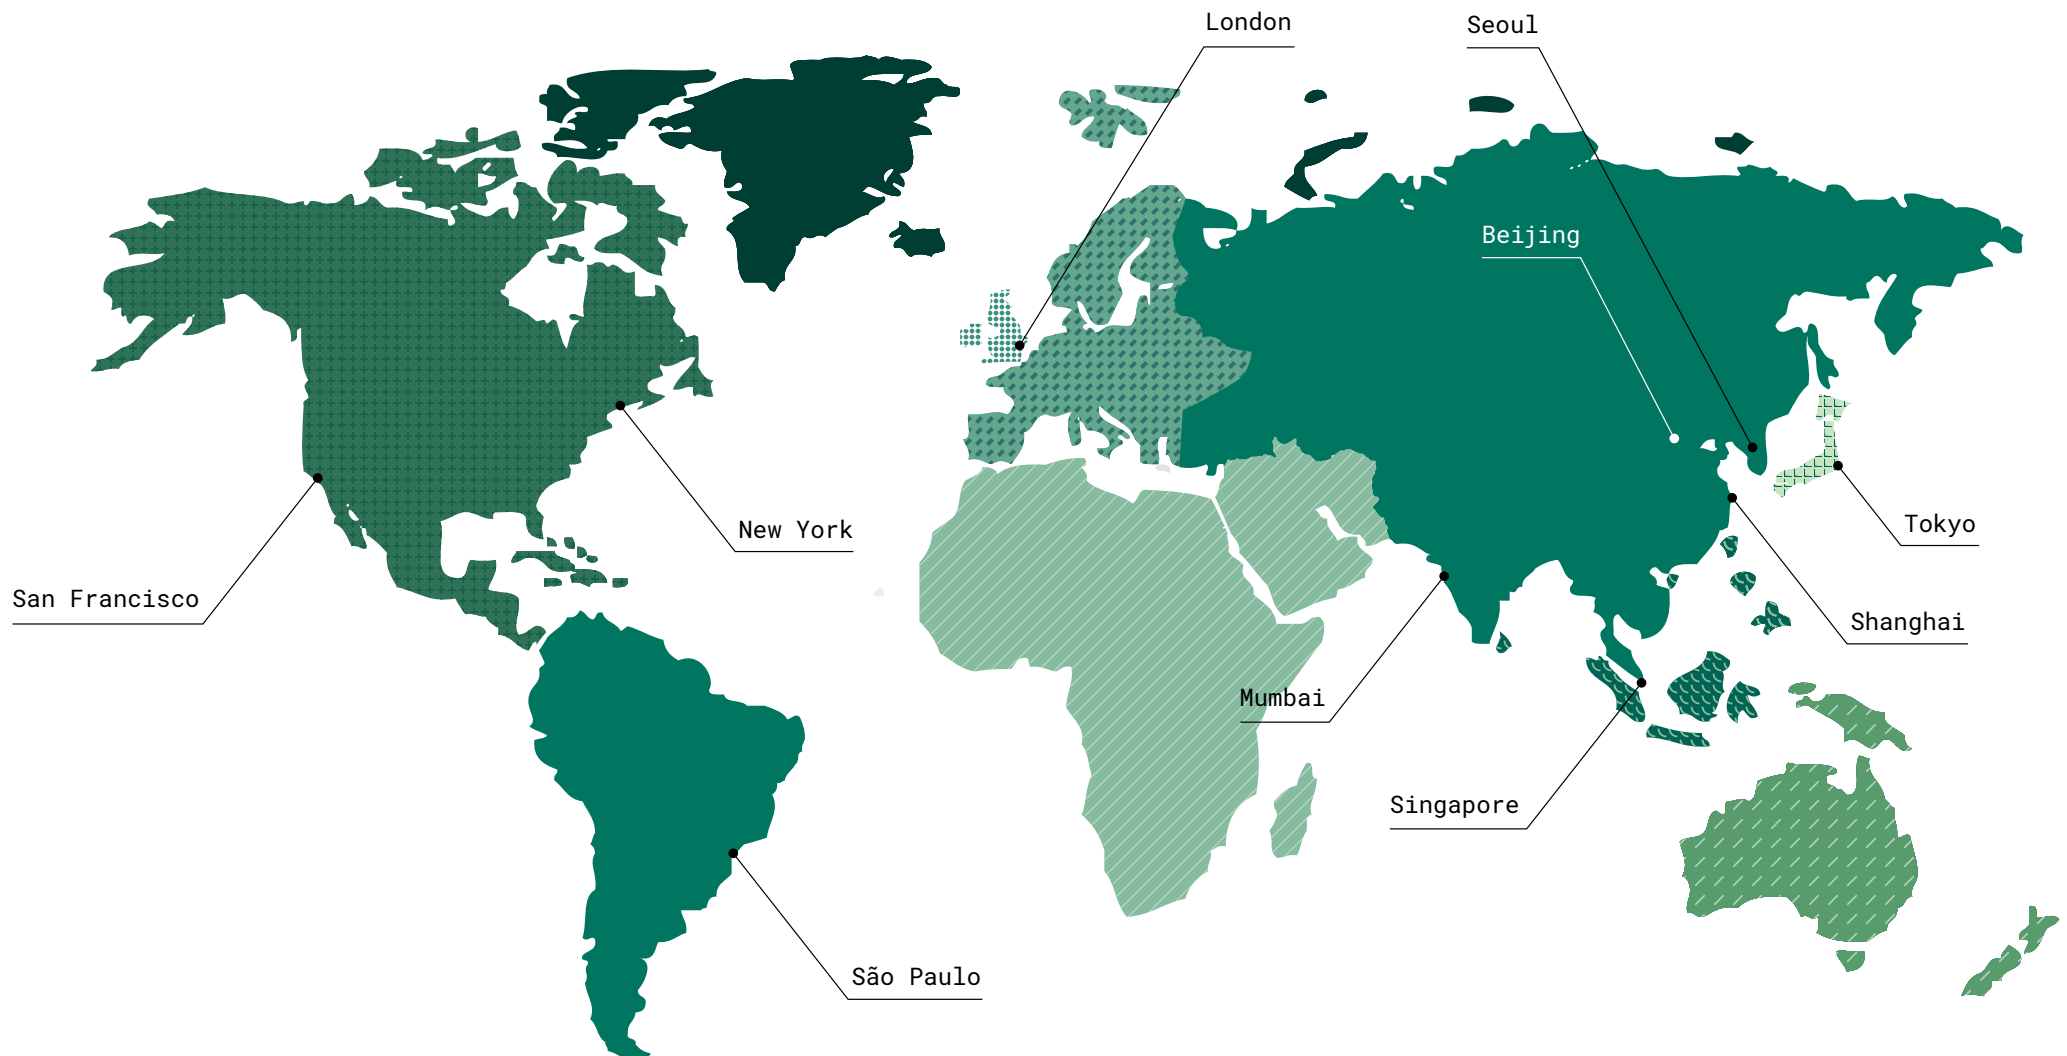 London
Seoul
Beijing
Tokyo
New York
San Francisco
Shanghai
Mumbai
Singapore
São Paulo